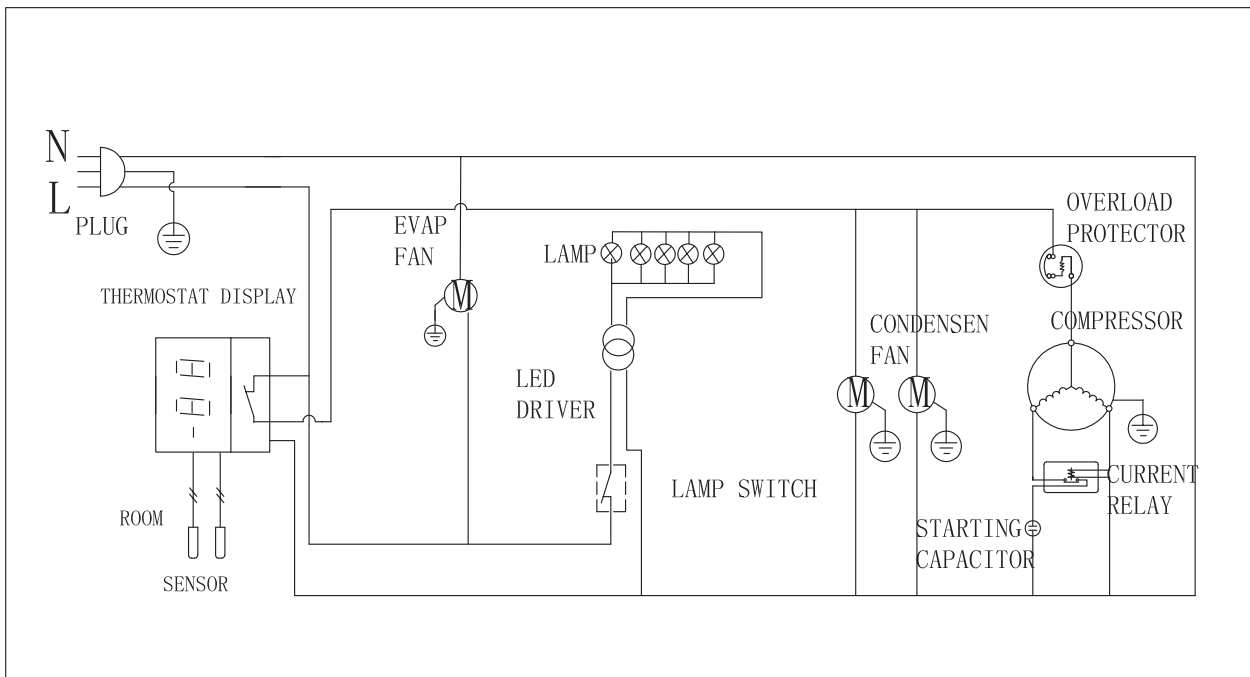 N
L
PLUG
EVAP
FAN
LAMP
OVERLOAD
PROTECTOR
THERMOSTAT DISPLAY
CONDENSEN
FAN
COMPRESSOR
M
LED
DRIVER
M
M
LAMP SWITCH
CURRENT
RELAY
ROOM
STARTING
CAPACITOR
SENSOR